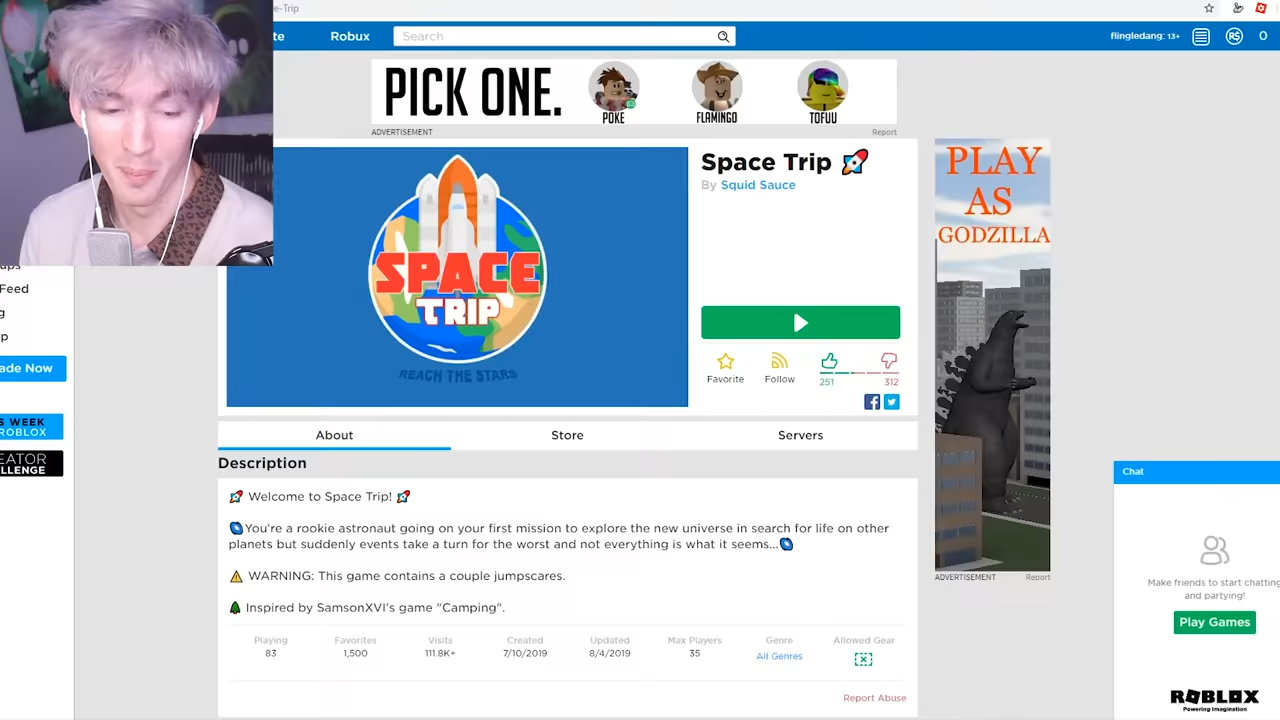 e-Trip
te
Robux
Search
flingledang: 13+
0
PICK ONE.
POKE
FLAMINGO
TOFUU
ADVERTISEMENT
Report
SPACE
TRIP
REACH THE STARS
Space Trip
By Squid Sauce
Favorite
Follow
251
312
PLAY
AS
GODZILLA
ADVERTISEMENT
Report
Feed
g
p
ade Now
S WEEK
ROBLOX
EATOR
LLENGE
About
Store
Servers
Description
Welcome to Space Trip!
You're a rookie astronaut going on your first mission to explore the new universe in search for life on other
planets but suddenly events take a turn for the worst and not everything is what it seems...
WARNING: This game contains a couple jumpscares.
Inspired by SamsonXVI's game "Camping".
Playing
Favorites
Visits
Created
Updated
Max Players
Genre
Allowed Gear
83
1,500
111.8K+
7/10/2019
8/4/2019
35
All Genres
Report Abuse
Chat
Make friends to start chatting
and partying!
Play Games
ROBLOX
Powering Imagination